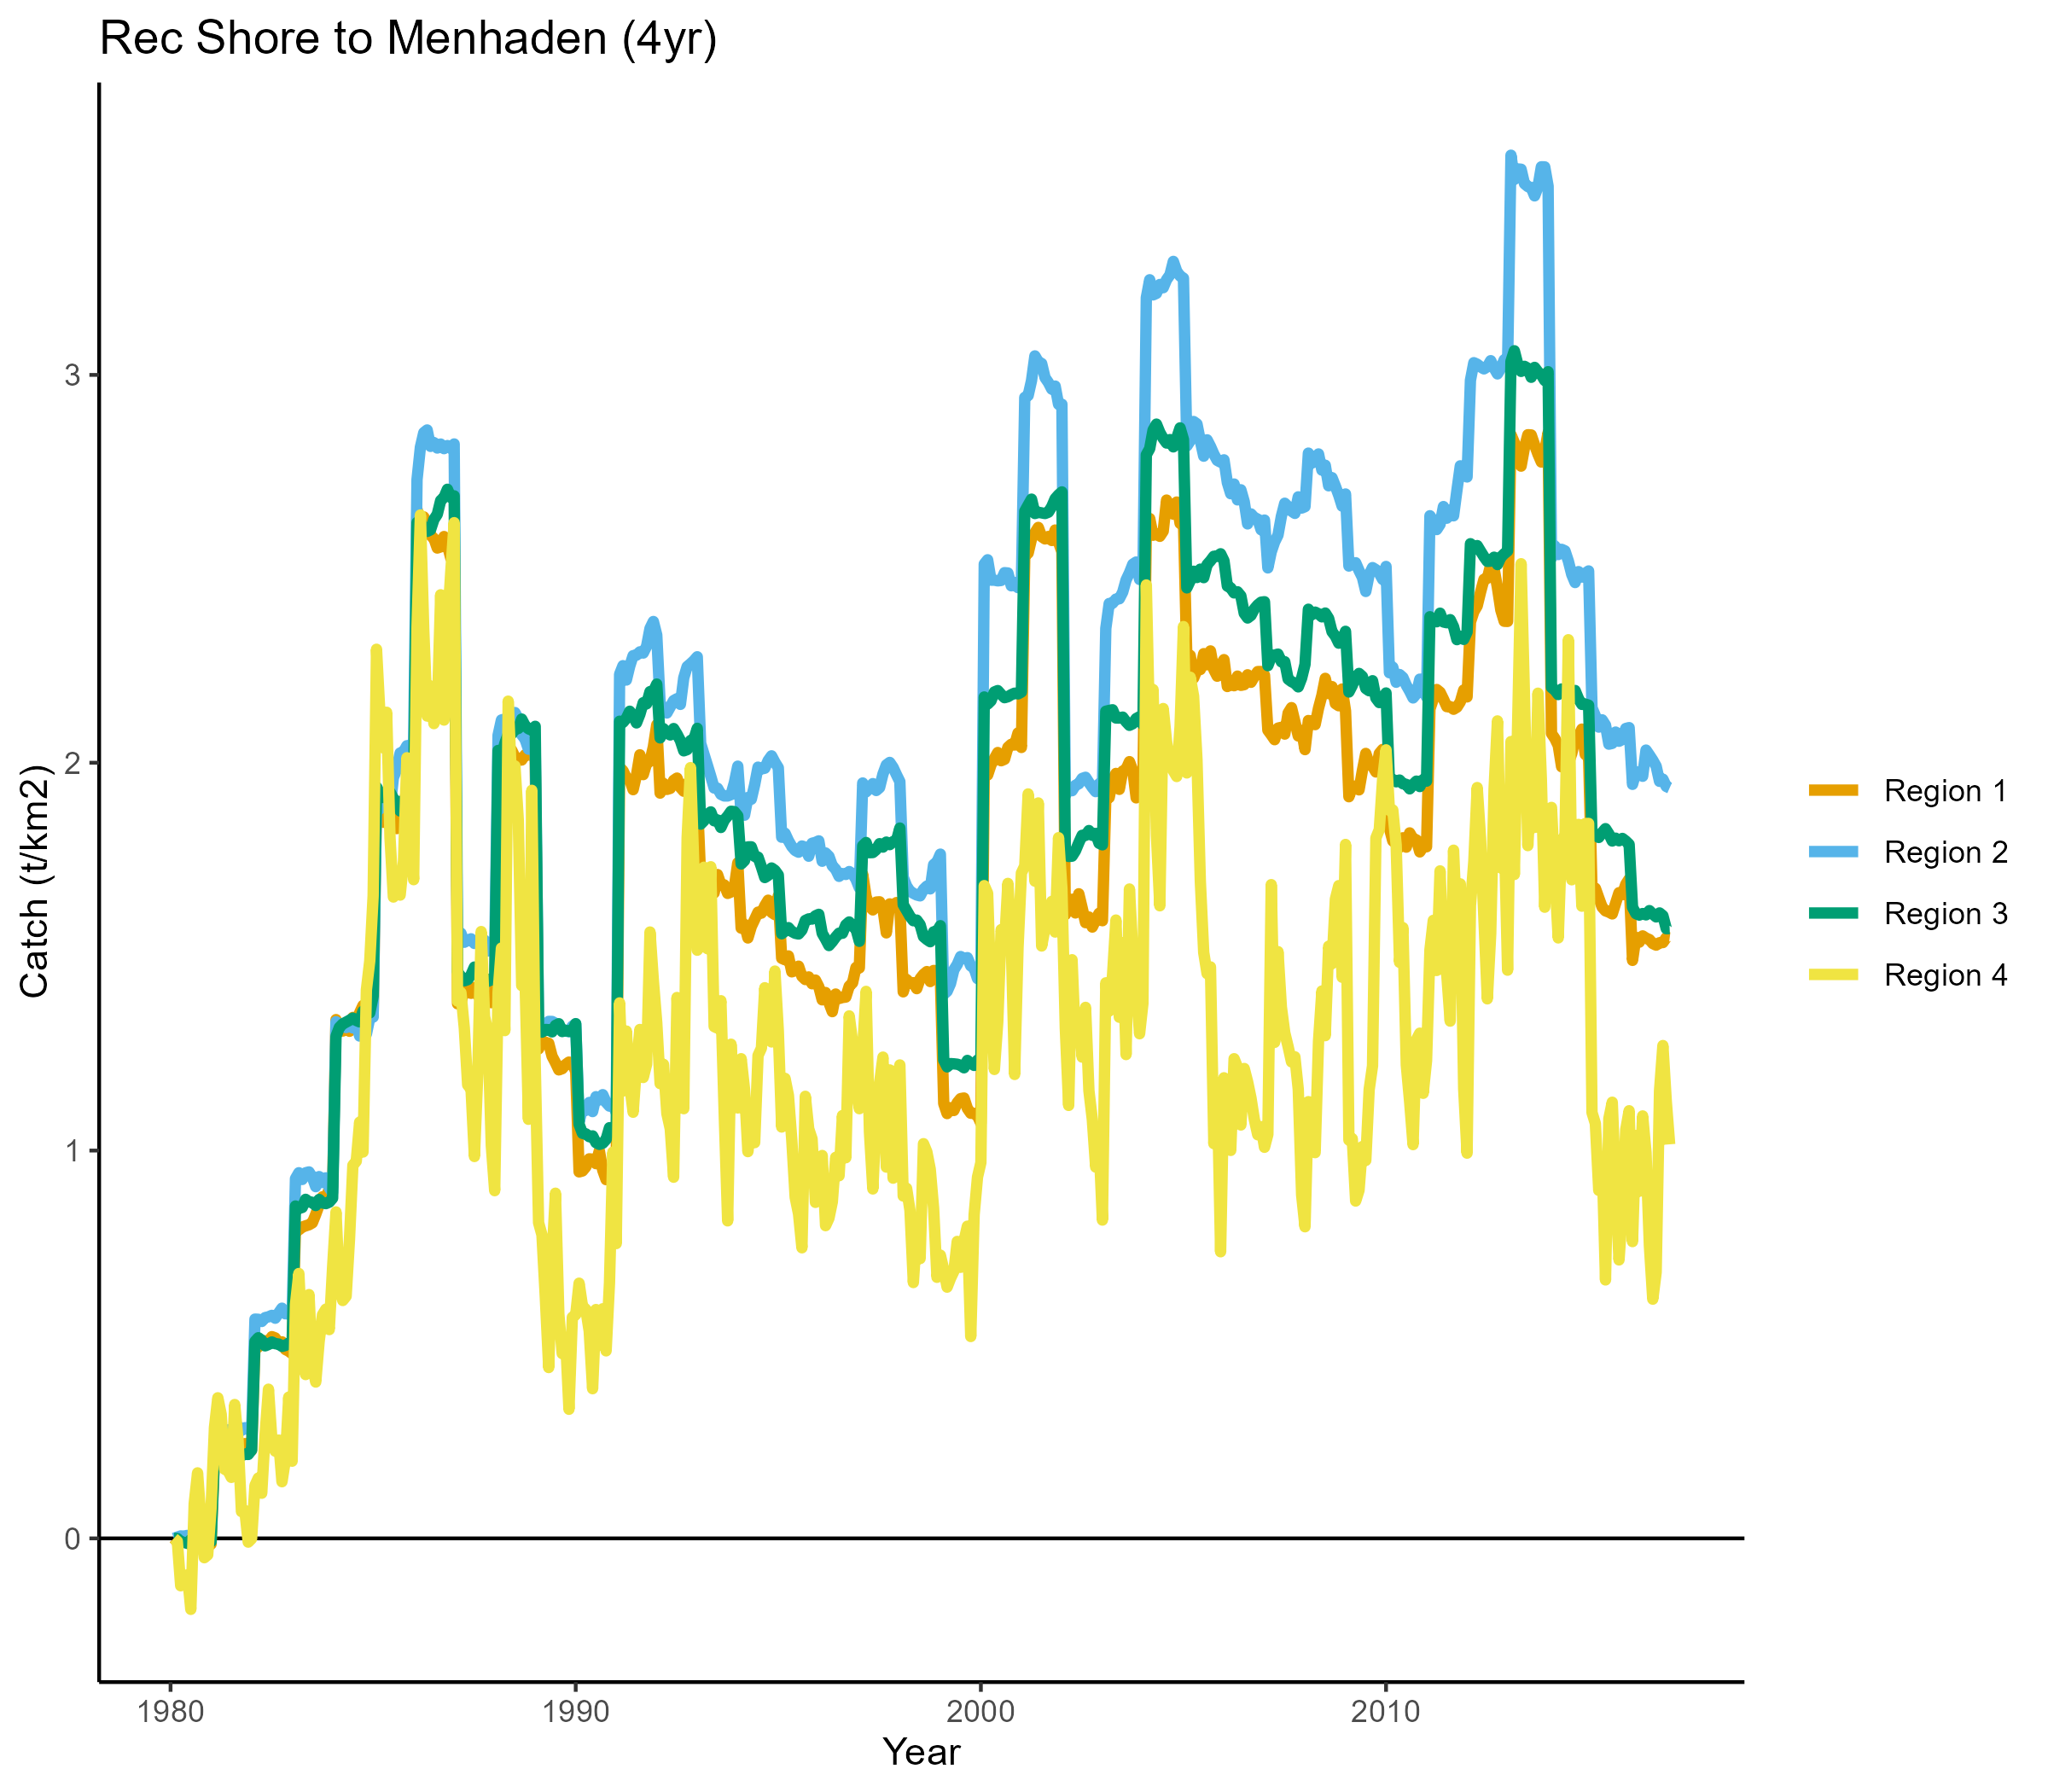 Rec Shore to Menhaden (4yr)
Catch (t/km2)
3
2
1
0
1980 1990 2000 2010
Year
Region 1
Region 2
Region 3
Region 4